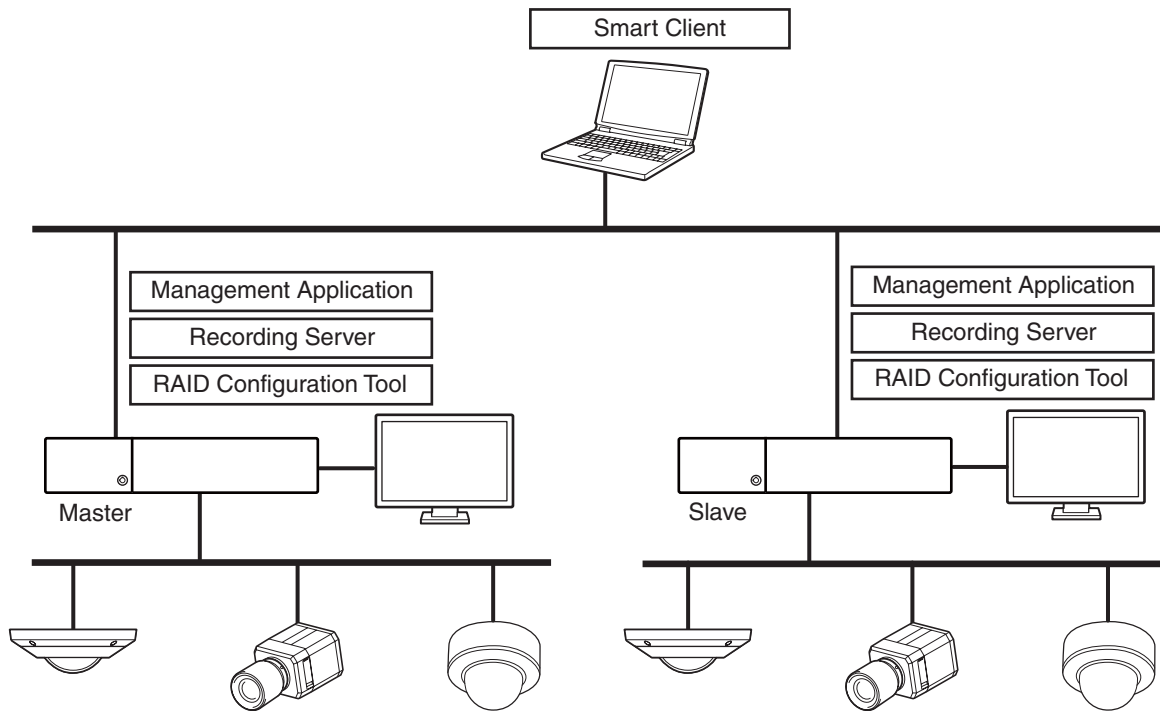 Smart Client
Management Application
Recording Server
RAID Configuration Tool
Master
Management Application
Recording Server
RAID Configuration Tool
Slave